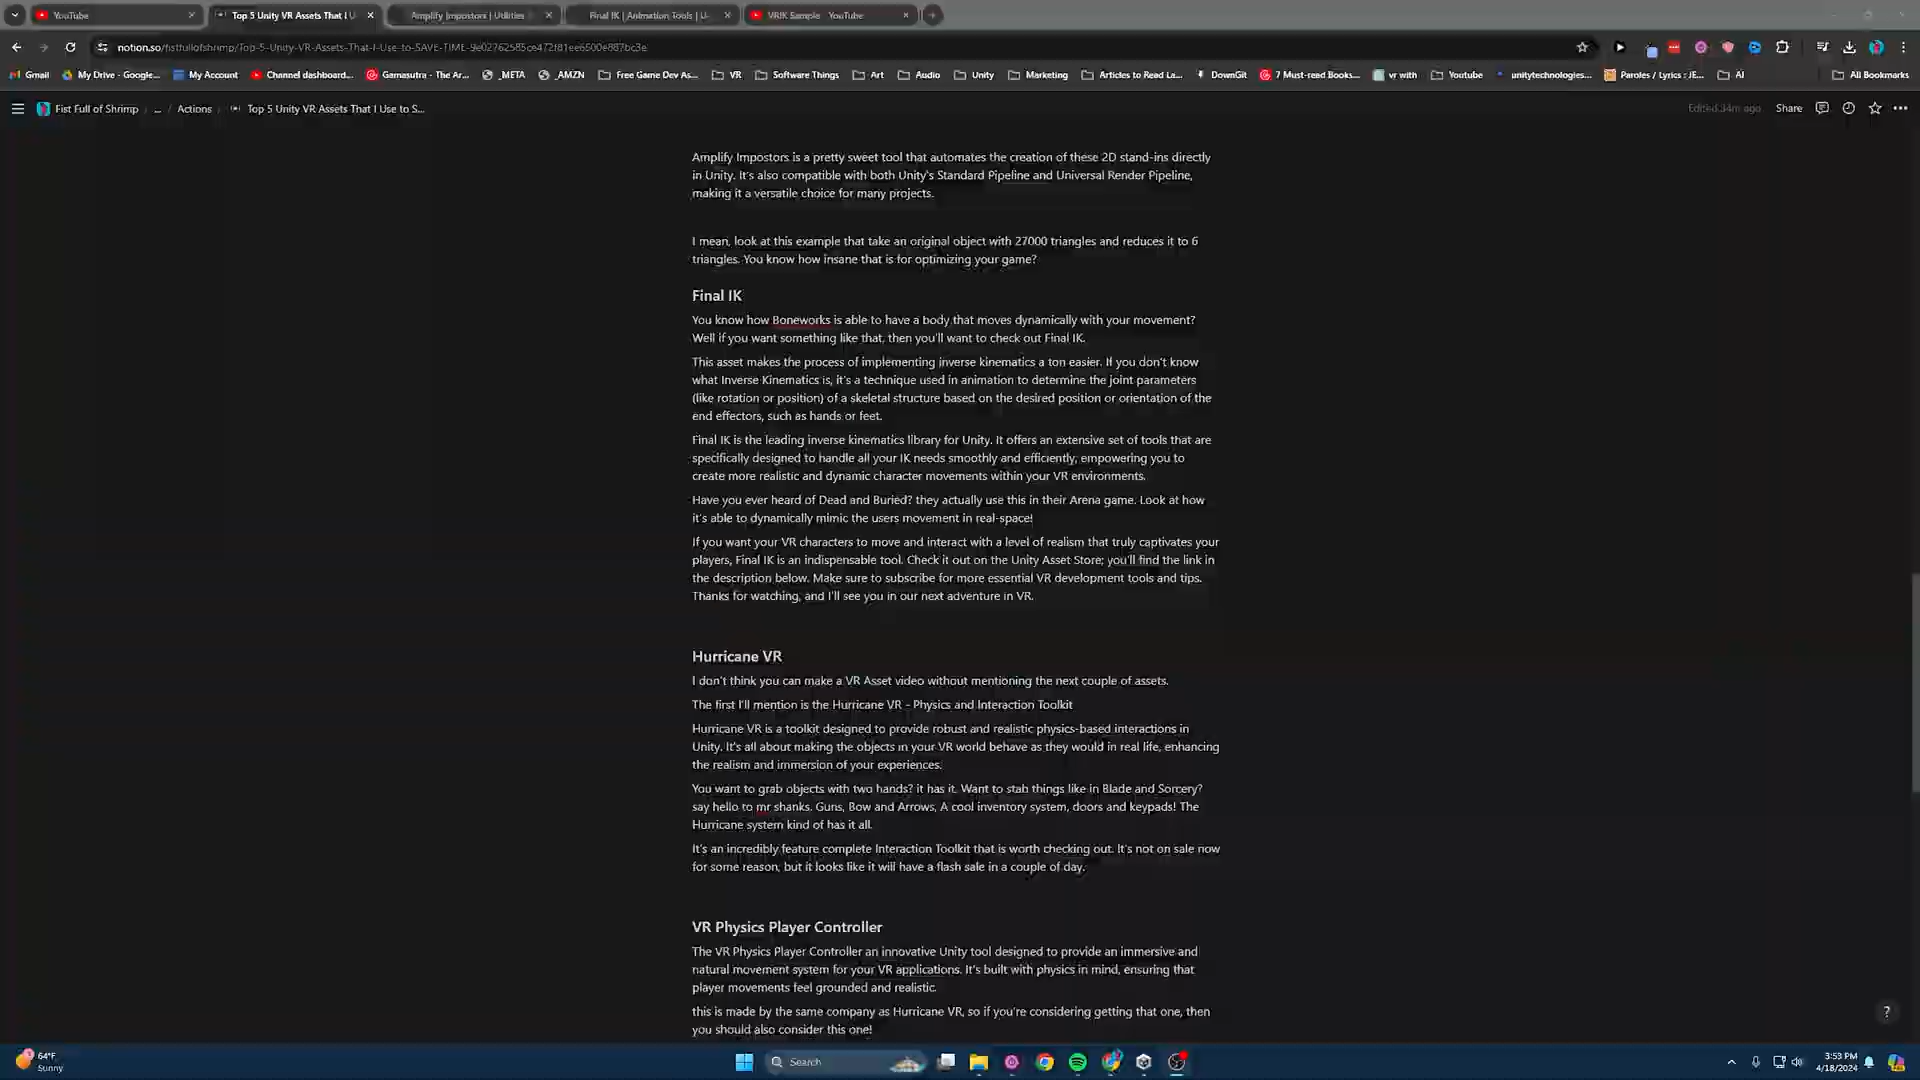 YouTube
Top 5 Unity VR Assets That I U
Amplify Impostors | Utilities
Final IK | Animation Tools | U
VRIK Sample - YouTube
notion.so/fistfullofshrimp/Top-5-Unity-VR-Assets-That-I-Use-to-SAVE-TIME-9e02762585ce472f81ee6500e887bc3e
Gmail
My Drive - Google...
My Account
Channel dashboard...
Gamasutra - The Ar...
_META
_AMZN
Free Game Dev As...
VR
Software Things
Art
Audio
Unity
Marketing
Articles to Read La...
DownGit
7 Must-read Books...
vr with
Youtube
unitytechnologies...
Paroles / Lyrics : JE...
AI
All Bookmarks
Fist Full of Shrimp / ... / Actions / Top 5 Unity VR Assets That I Use to S...
Edited 34m ago
Share
Amplify Impostors is a pretty sweet tool that automates the creation of these 2D stand-ins directly
in Unity. It's also compatible with both Unity's Standard Pipeline and Universal Render Pipeline,
making it a versatile choice for many projects.
I mean, look at this example that take an original object with 27000 triangles and reduces it to 6
triangles. You know how insane that is for optimizing your game?
Final IK
You know how Boneworks is able to have a body that moves dynamically with your movement?
Well if you want something like that, then you'll want to check out Final IK.
This asset makes the process of implementing inverse kinematics a ton easier. If you don't know
what Inverse Kinematics is, it's a technique used in animation to determine the joint parameters
(like rotation or position) of a skeletal structure based on the desired position or orientation of the
end effectors, such as hands or feet.
Final IK is the leading inverse kinematics library for Unity. It offers an extensive set of tools that are
specifically designed to handle all your IK needs smoothly and efficiently, empowering you to
create more realistic and dynamic character movements within your VR environments.
Have you ever heard of Dead and Buried? they actually use this in their Arena game. Look at how
it's able to dynamically mimic the users movement in real-space!
If you want your VR characters to move and interact with a level of realism that truly captivates your
players, Final IK is an indispensable tool. Check it out on the Unity Asset Store; you'll find the link in
the description below. Make sure to subscribe for more essential VR development tools and tips.
Thanks for watching, and I'll see you in our next adventure in VR.
Hurricane VR
I don't think you can make a VR Asset video without mentioning the next couple of assets.
The first I'll mention is the Hurricane VR - Physics and Interaction Toolkit
Hurricane VR is a toolkit designed to provide robust and realistic physics-based interactions in
Unity. It's all about making the objects in your VR world behave as they would in real life, enhancing
the realism and immersion of your experiences.
You want to grab objects with two hands? it has it. Want to stab things like in Blade and Sorcery?
say hello to mr shanks. Guns, Bow and Arrows, A cool inventory system, doors and keypads! The
Hurricane system kind of has it all.
It's an incredibly feature complete Interaction Toolkit that is worth checking out. It's not on sale now
for some reason, but it looks like it will have a flash sale in a couple of day.
VR Physics Player Controller
The VR Physics Player Controller an innovative Unity tool designed to provide an immersive and
natural movement system for your VR applications. It's built with physics in mind, ensuring that
player movements feel grounded and realistic.
this is made by the same company as Hurricane VR, so if you're considering getting that one, then
you should also consider this one!
?
64°F
Sunny
Search
3:53 PM
4/18/2024